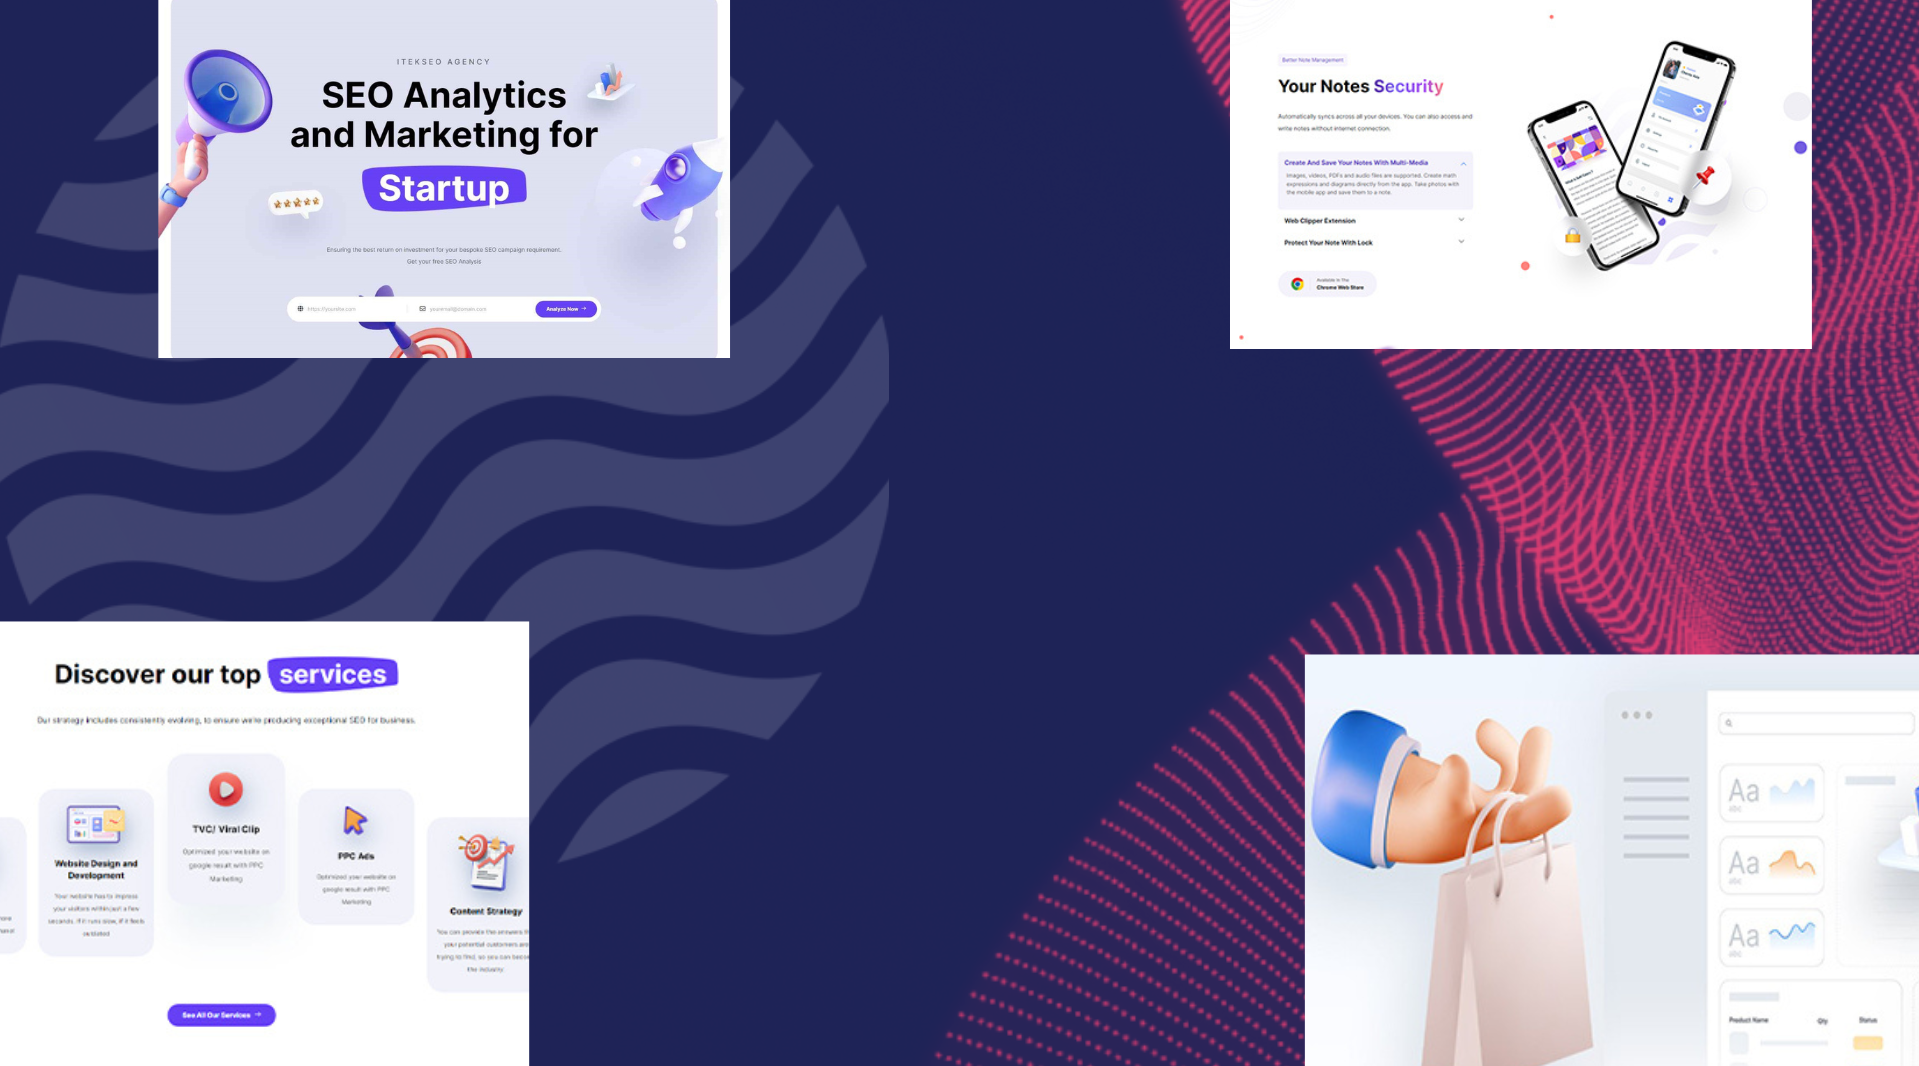 ITEKSEO AGENCY
SEO Analytics
and Marketing for
Startup
Ensuring the best return on investment for your bespoke SEO campaign requirement.
Get your free SEO Analysis
https://yoursite.com
youremail@domain.com
Analyze Now
Better Note Management
Your Notes Security
Automatically syncs across all your devices. You can also access and
write notes without internet connection.
Create And Save Your Notes With Multi-Media
Images, videos, PDFs and audio files are supported. Create math
expressions and diagrams directly from the app. Take photos with
the mobile app and save them to a note.
Web Clipper Extension
Protect Your Note With Lock
Available in The
Chrome Web Share
Discover our top services
Our strategy includes consistently evolving, to ensure we're producing exceptional SEO for business.
Website Design and
Development
Your website has to impress
your visitors within just a few
seconds. If it runs slow, if it feels
outdated
TVC/ Viral Clip
Optimized your website on
google result with PPC
Marketing
PPC Ads
Optimized your website on
google result with PPC
Marketing
Content Strategy
You can provide the answers
your potential customers are
trying to find, so you can
the industry
See All Our Services
Aa
abc
Aa
abc
Aa
abc
Product Name Qty Status